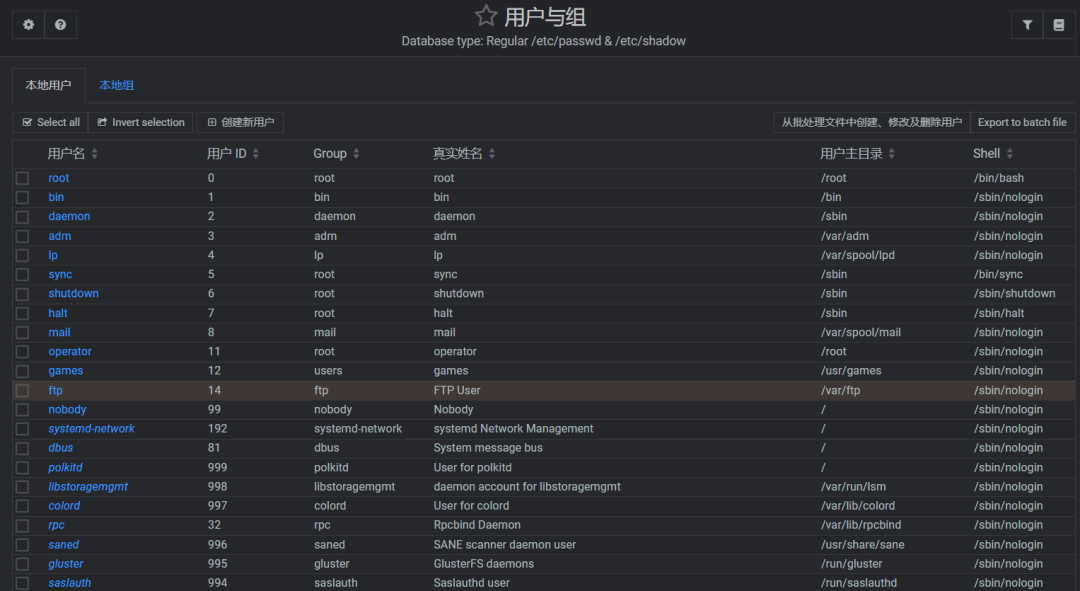 用户与组
Database type: Regular /etc/passwd & /etc/shadow
本地用户 本地组
Select all Invert selection 创建新用户 从批处理文件中创建、修改及删除用户 Export to batch file
用户名 用户 ID Group 真实姓名 用户主目录 Shell
root 0 root root /root /bin/bash
bin 1 bin bin /bin /sbin/nologin
daemon 2 daemon daemon /sbin /sbin/nologin
adm 3 adm adm /var/adm /sbin/nologin
lp 4 lp lp /var/spool/lpd /sbin/nologin
sync 5 root sync /sbin /bin/sync
shutdown 6 root shutdown /sbin /sbin/shutdown
halt 7 root halt /sbin /sbin/halt
mail 8 mail mail /var/spool/mail /sbin/nologin
operator 11 root operator /root /sbin/nologin
games 12 users games /usr/games /sbin/nologin
ftp 14 ftp FTP User /var/ftp /sbin/nologin
nobody 99 nobody Nobody / /sbin/nologin
systemd-network 192 systemd-network systemd Network Management / /sbin/nologin
dbus 81 dbus System message bus / /sbin/nologin
polkitd 999 polkitd User for polkitd / /sbin/nologin
libstoragemgmt 998 libstoragemgmt daemon account for libstoragemgmt /var/run/lsm /sbin/nologin
colord 997 colord User for colord /var/lib/colord /sbin/nologin
rpc 32 rpc Rpcbind Daemon /var/lib/rpcbind /sbin/nologin
saned 996 saned SANE scanner daemon user /usr/share/sane /sbin/nologin
gluster 995 gluster GlusterFS daemons /run/gluster /sbin/nologin
saslauth 994 saslauth Saslauthd user /run/saslauthd /sbin/nologin